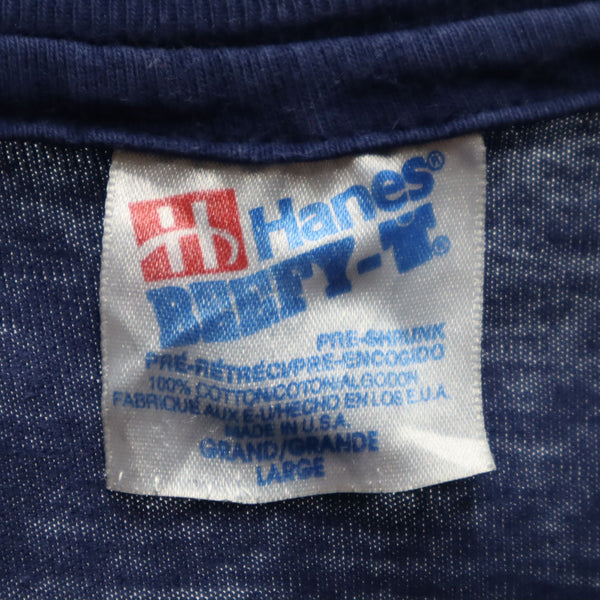 Hanes®
BEEFY-T®
PRE-SHRUNK
PRÉ-RÉTRÉCI/PRE-ENCOGIDO
100% COTTON/COTON/ALGODON
FABRIQUE AUX E-U/HECHO EN LOS E.U.A.
MADE IN U.S.A.
GRAND/GRANDE
LARGE